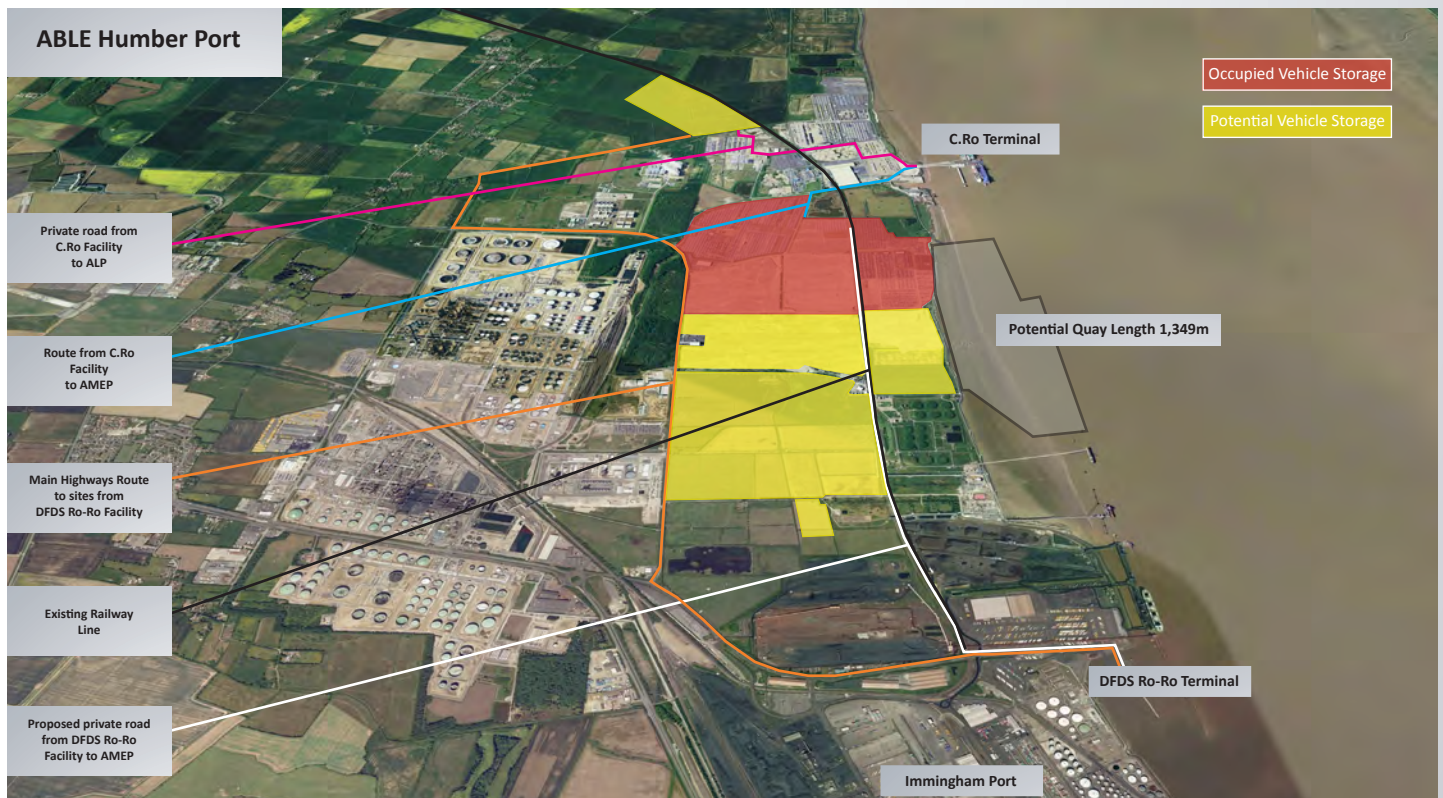 ABLE Humber Port
Occupied Vehicle Storage
Potential Vehicle Storage
C.Ro Terminal
Private road from
C.Ro Facility
to ALP
Potential Quay Length 1,349m
Route from C.Ro
Facility
to AMEP
Main Highways Route
to sites from
DFDS Ro-Ro Facility
Existing Railway
Line
DFDS Ro-Ro Terminal
Proposed private road
from DFDS Ro-Ro
Facility to AMEP
Immingham Port